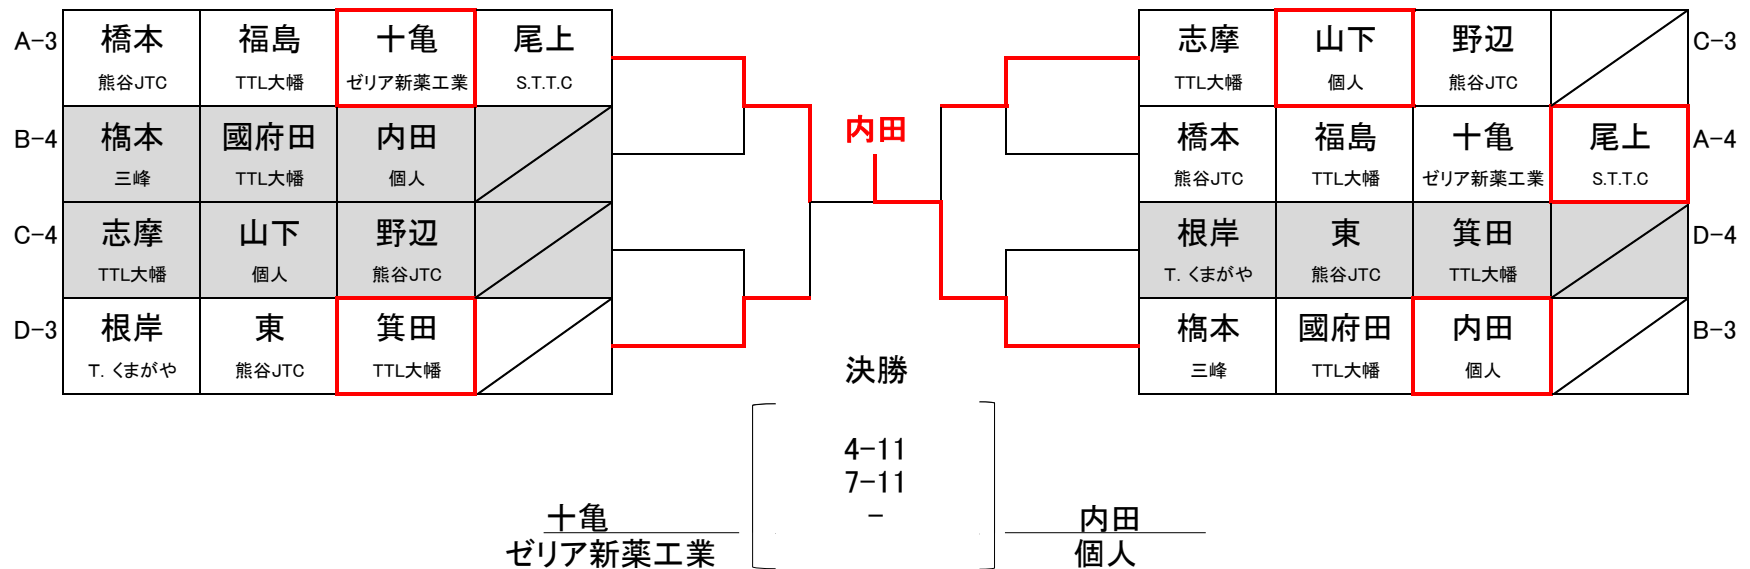 A-3 橋本 福島 十亀 尾上
熊谷JTC TTL大幡 ゼリア新薬工業 S.T.T.C
B-4 槗本 國府田 内田
三峰 TTL大幡 個人
C-4 志摩 山下 野辺
TTL大幡 個人 熊谷JTC
D-3 根岸 東 箕田
T. くまがや 熊谷JTC TTL大幡
内田
志摩 山下 野辺 C-3
TTL大幡 個人 熊谷JTC
橋本 福島 十亀 尾上 A-4
熊谷JTC TTL大幡 ゼリア新薬工業 S.T.T.C
根岸 東 箕田 D-4
T. くまがや 熊谷JTC TTL大幡
槗本 國府田 内田 B-3
三峰 TTL大幡 個人
決勝
4-11
7-11
-
十亀
ゼリア新薬工業
内田
個人